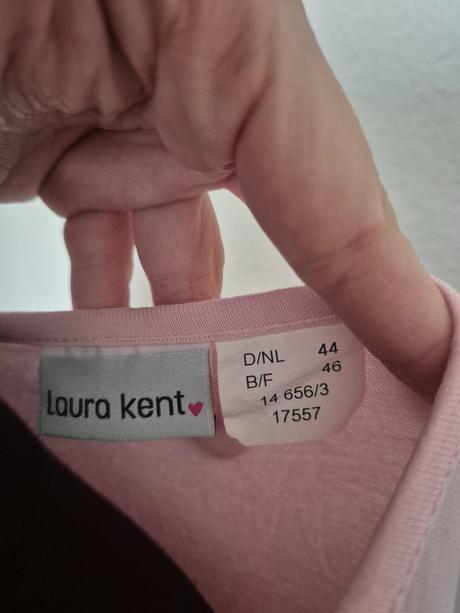 laura kent
D/NL 44
B/F 46
14 656/3
17557